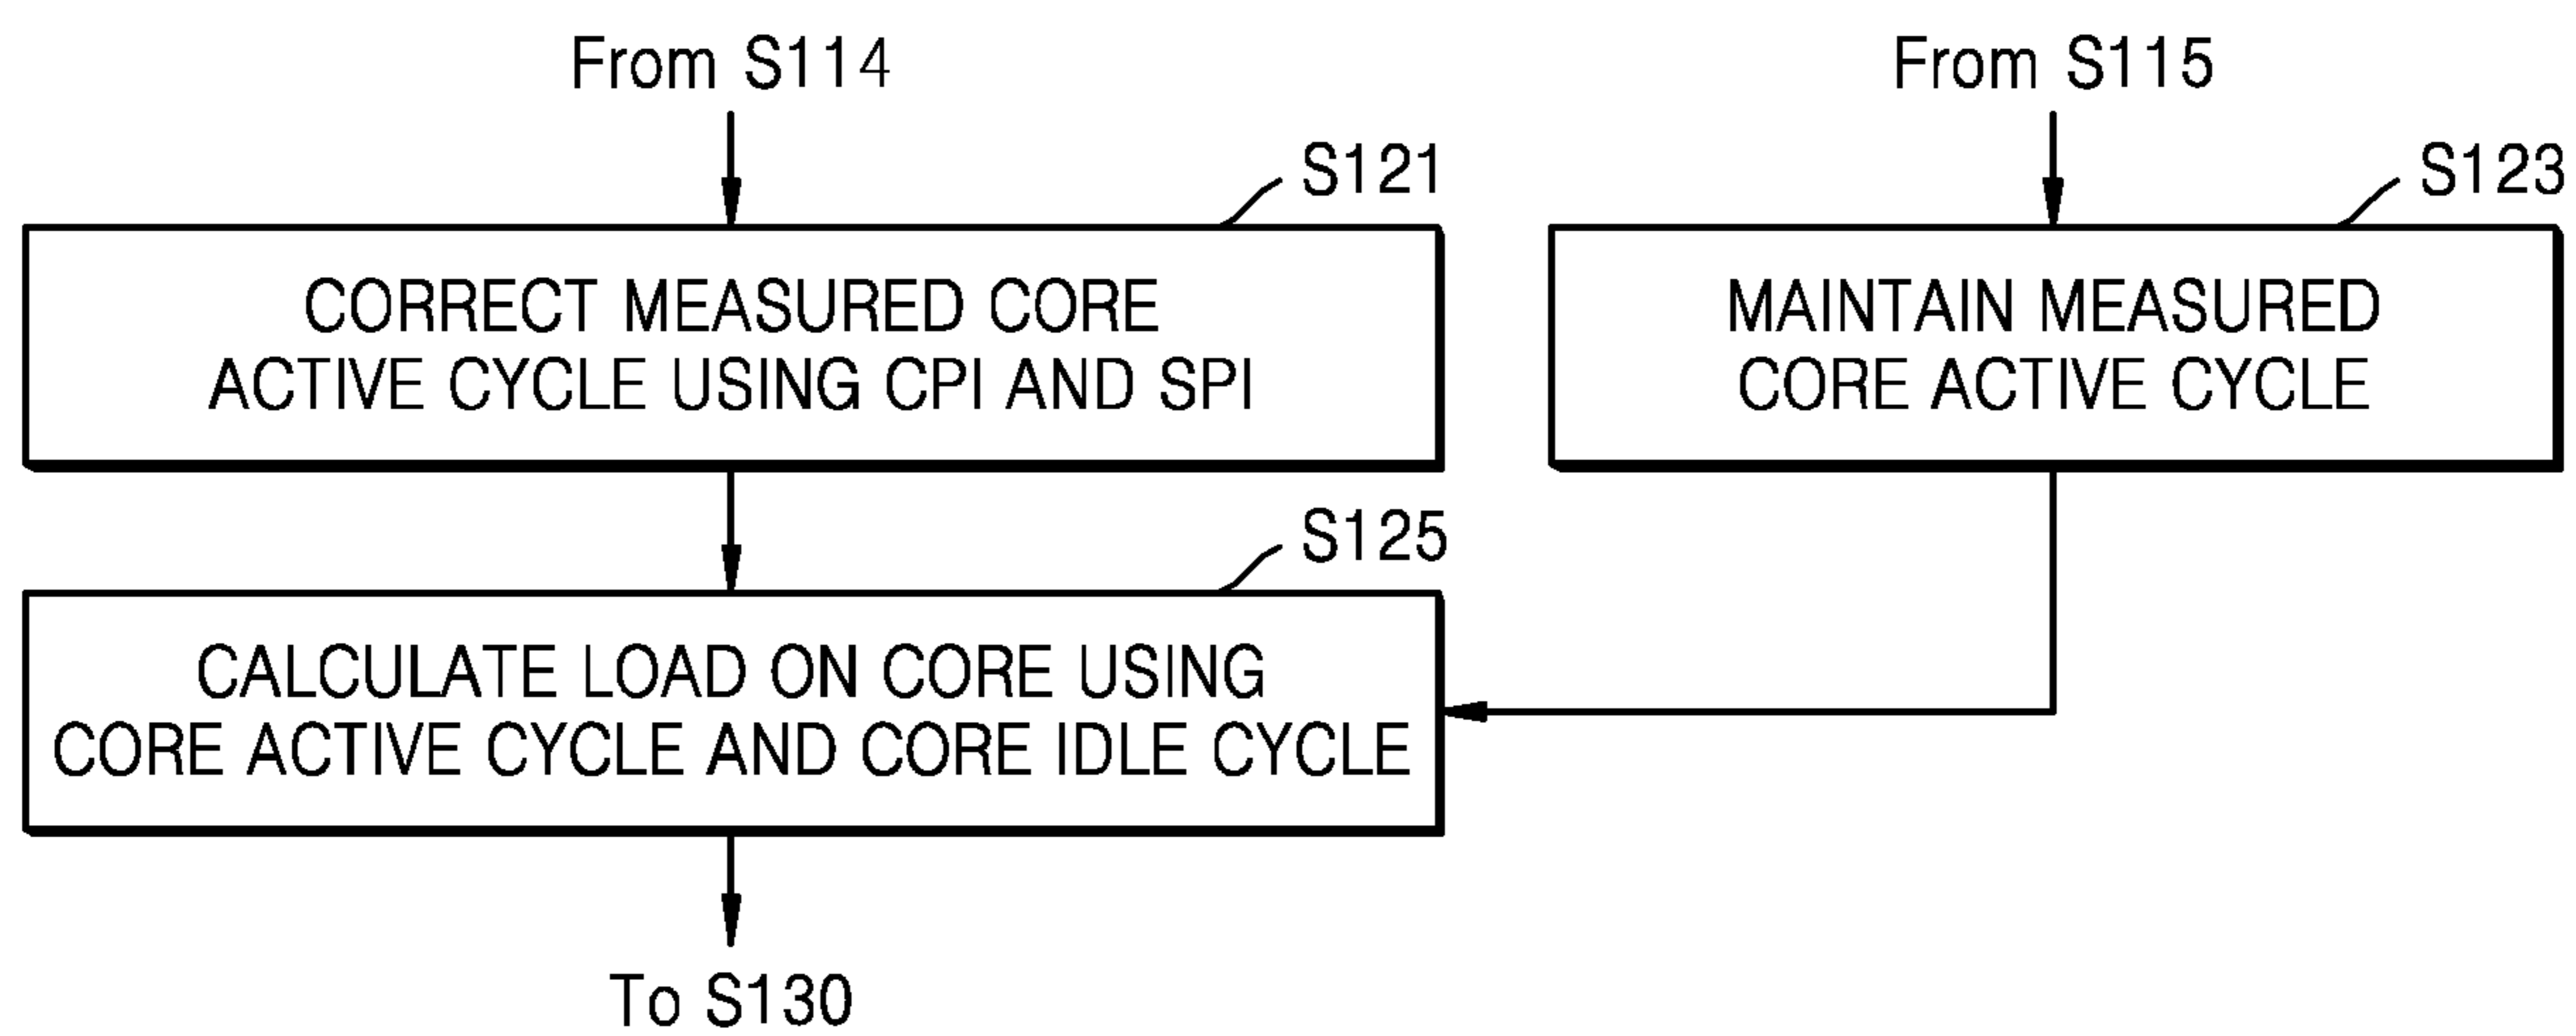 From S114
From S115
S121
S123
CORRECT MEASURED CORE
ACTIVE CYCLE USING CPI AND SPI
MAINTAIN MEASURED
CORE ACTIVE CYCLE
S125
CALCULATE LOAD ON CORE USING
CORE ACTIVE CYCLE AND CORE IDLE CYCLE
To S130